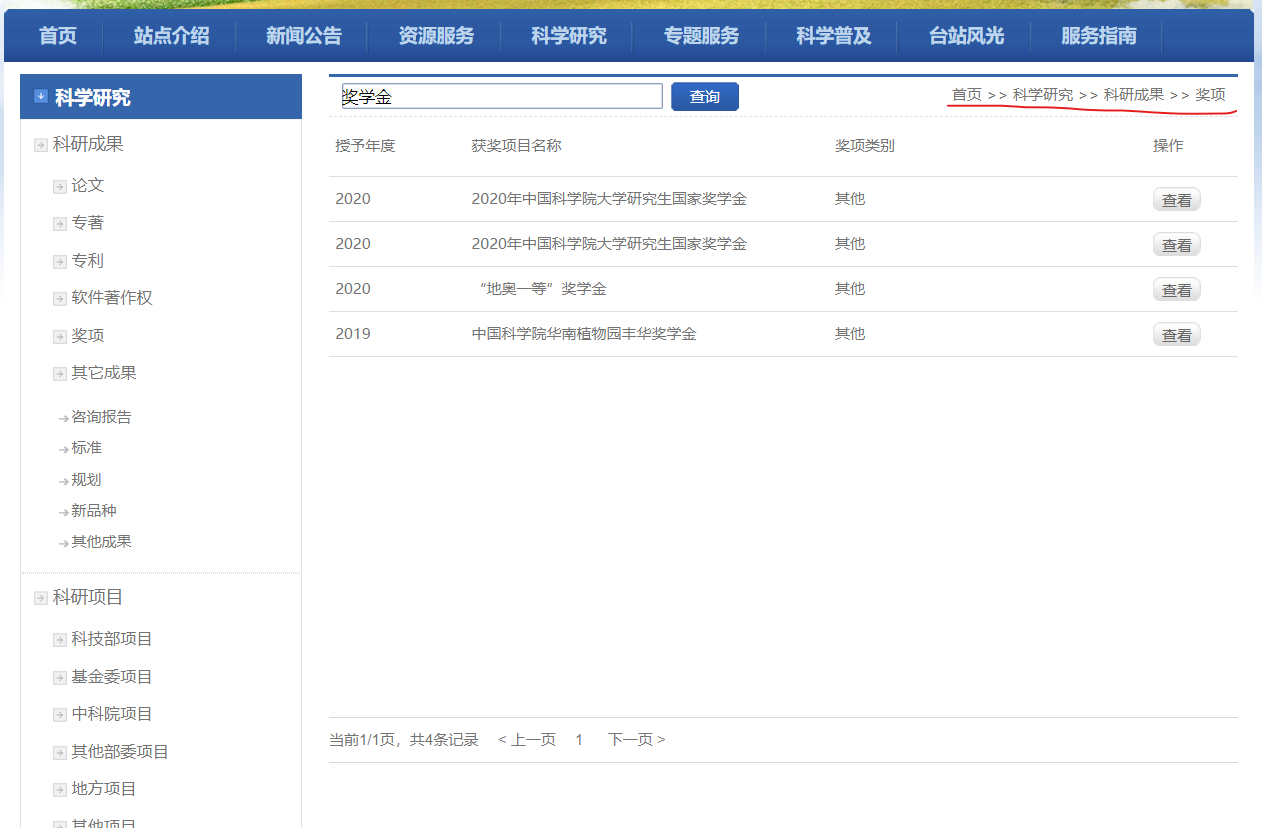 首页 站点介绍 新闻公告 资源服务 科学研究 专题服务 科学普及 台站风光 服务指南
科学研究
科研成果
论文
专著
专利
软件著作权
奖项
其它成果
咨询报告
标准
规划
新品种
其他成果
科研项目
科技部项目
基金委项目
中科院项目
其他部委项目
地方项目
其他项目
奖学金 查询 首页 >> 科学研究 >> 科研成果 >> 奖项
授予年度 获奖项目名称 奖项类别 操作
2020 2020年中国科学院大学研究生国家奖学金 其他 查看
2020 2020年中国科学院大学研究生国家奖学金 其他 查看
2020 “地奥一等”奖学金 其他 查看
2019 中国科学院华南植物园丰华奖学金 其他 查看
当前1/1页，共4条记录 < 上一页 1 下一页 >